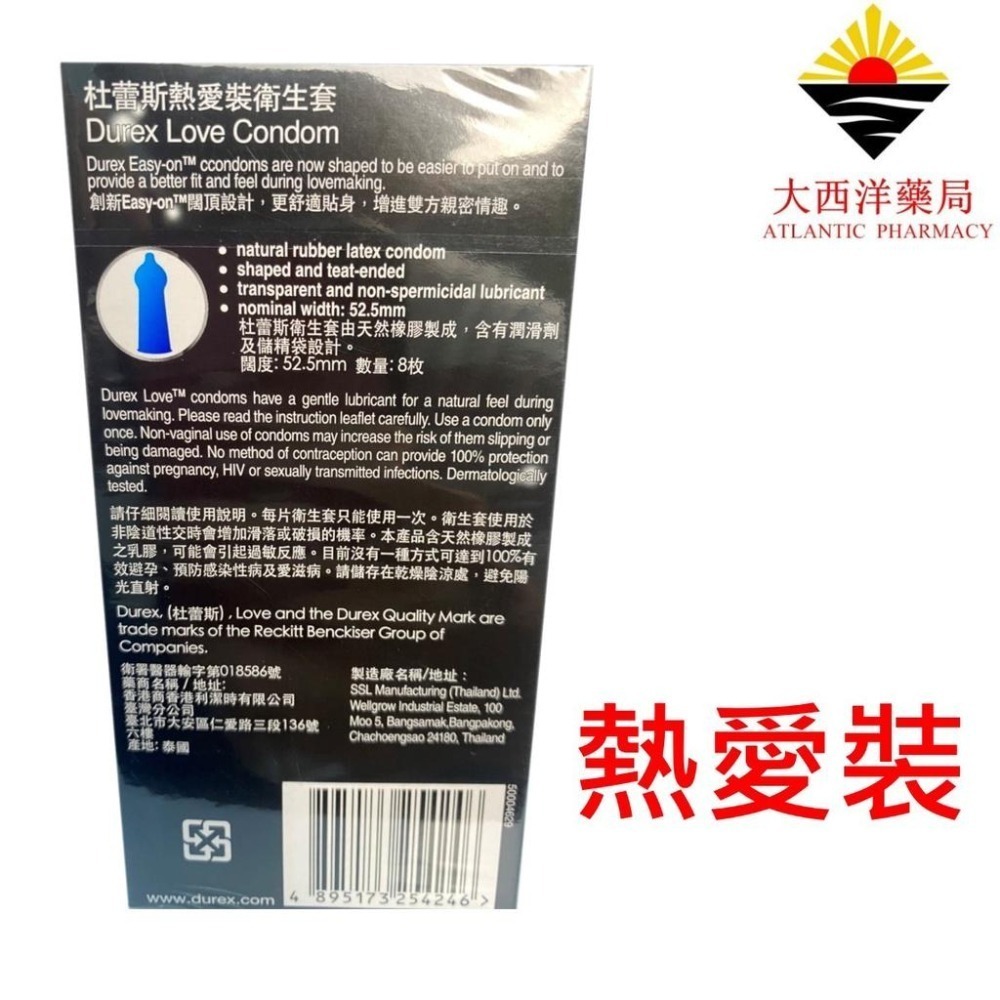 杜蕾斯熱愛裝衛生套
Durex Love Condom
Durex Easy-on™ ccondoms are now shaped to be easier to put on and to
provide a better fit and feel during lovemaking.
創新Easy-on™闊頂設計，更舒適貼身，增進雙方親密情趣。
• natural rubber latex condom
• shaped and teat-ended
• transparent and non-spermicidal lubricant
• nominal width: 52.5mm
杜蕾斯衛生套由天然橡膠製成，含有潤滑劑
及儲精袋設計。
闊度: 52.5mm 數量: 8枚
Durex Love™ condoms have a gentle lubricant for a natural feel during
lovemaking. Please read the instruction leaflet carefully. Use a condom only
once. Non-vaginal use of condoms may increase the risk of them slipping or
being damaged. No method of contraception can provide 100% protection
against pregnancy, HIV or sexually transmitted infections. Dermatologically
tested.
請仔細閱讀使用說明。每片衛生套只能使用一次。衛生套使用於
非陰道性交時會增加滑落或破損的機率。本產品含天然橡膠製成
之乳膠，可能會引起過敏反應。目前沒有一種方式可達到100%有
效避孕、預防感染性病及愛滋病。請儲存在乾燥陰涼處，避免陽
光直射。
Durex, (杜蕾斯) , Love and the Durex Quality Mark are
trade marks of the Reckitt Benckiser Group of
Companies.
衛署醫器輸字第018586號
藥商名稱/地址:
香港商香港利潔時有限公司
臺灣分公司
臺北市大安區仁愛路三段136號
六樓
產地: 泰國
製造廠名稱/地址:
SSL Manufacturing (Thailand) Ltd.
Wellgrow Industrial Estate, 100
Moo 5, Bangsamak,Bangpakong,
Chachoengsao 24180, Thailand
50004629
www.durex.com
4 895173 254246 >
大西洋藥局
ATLANTIC PHARMACY
熱愛裝